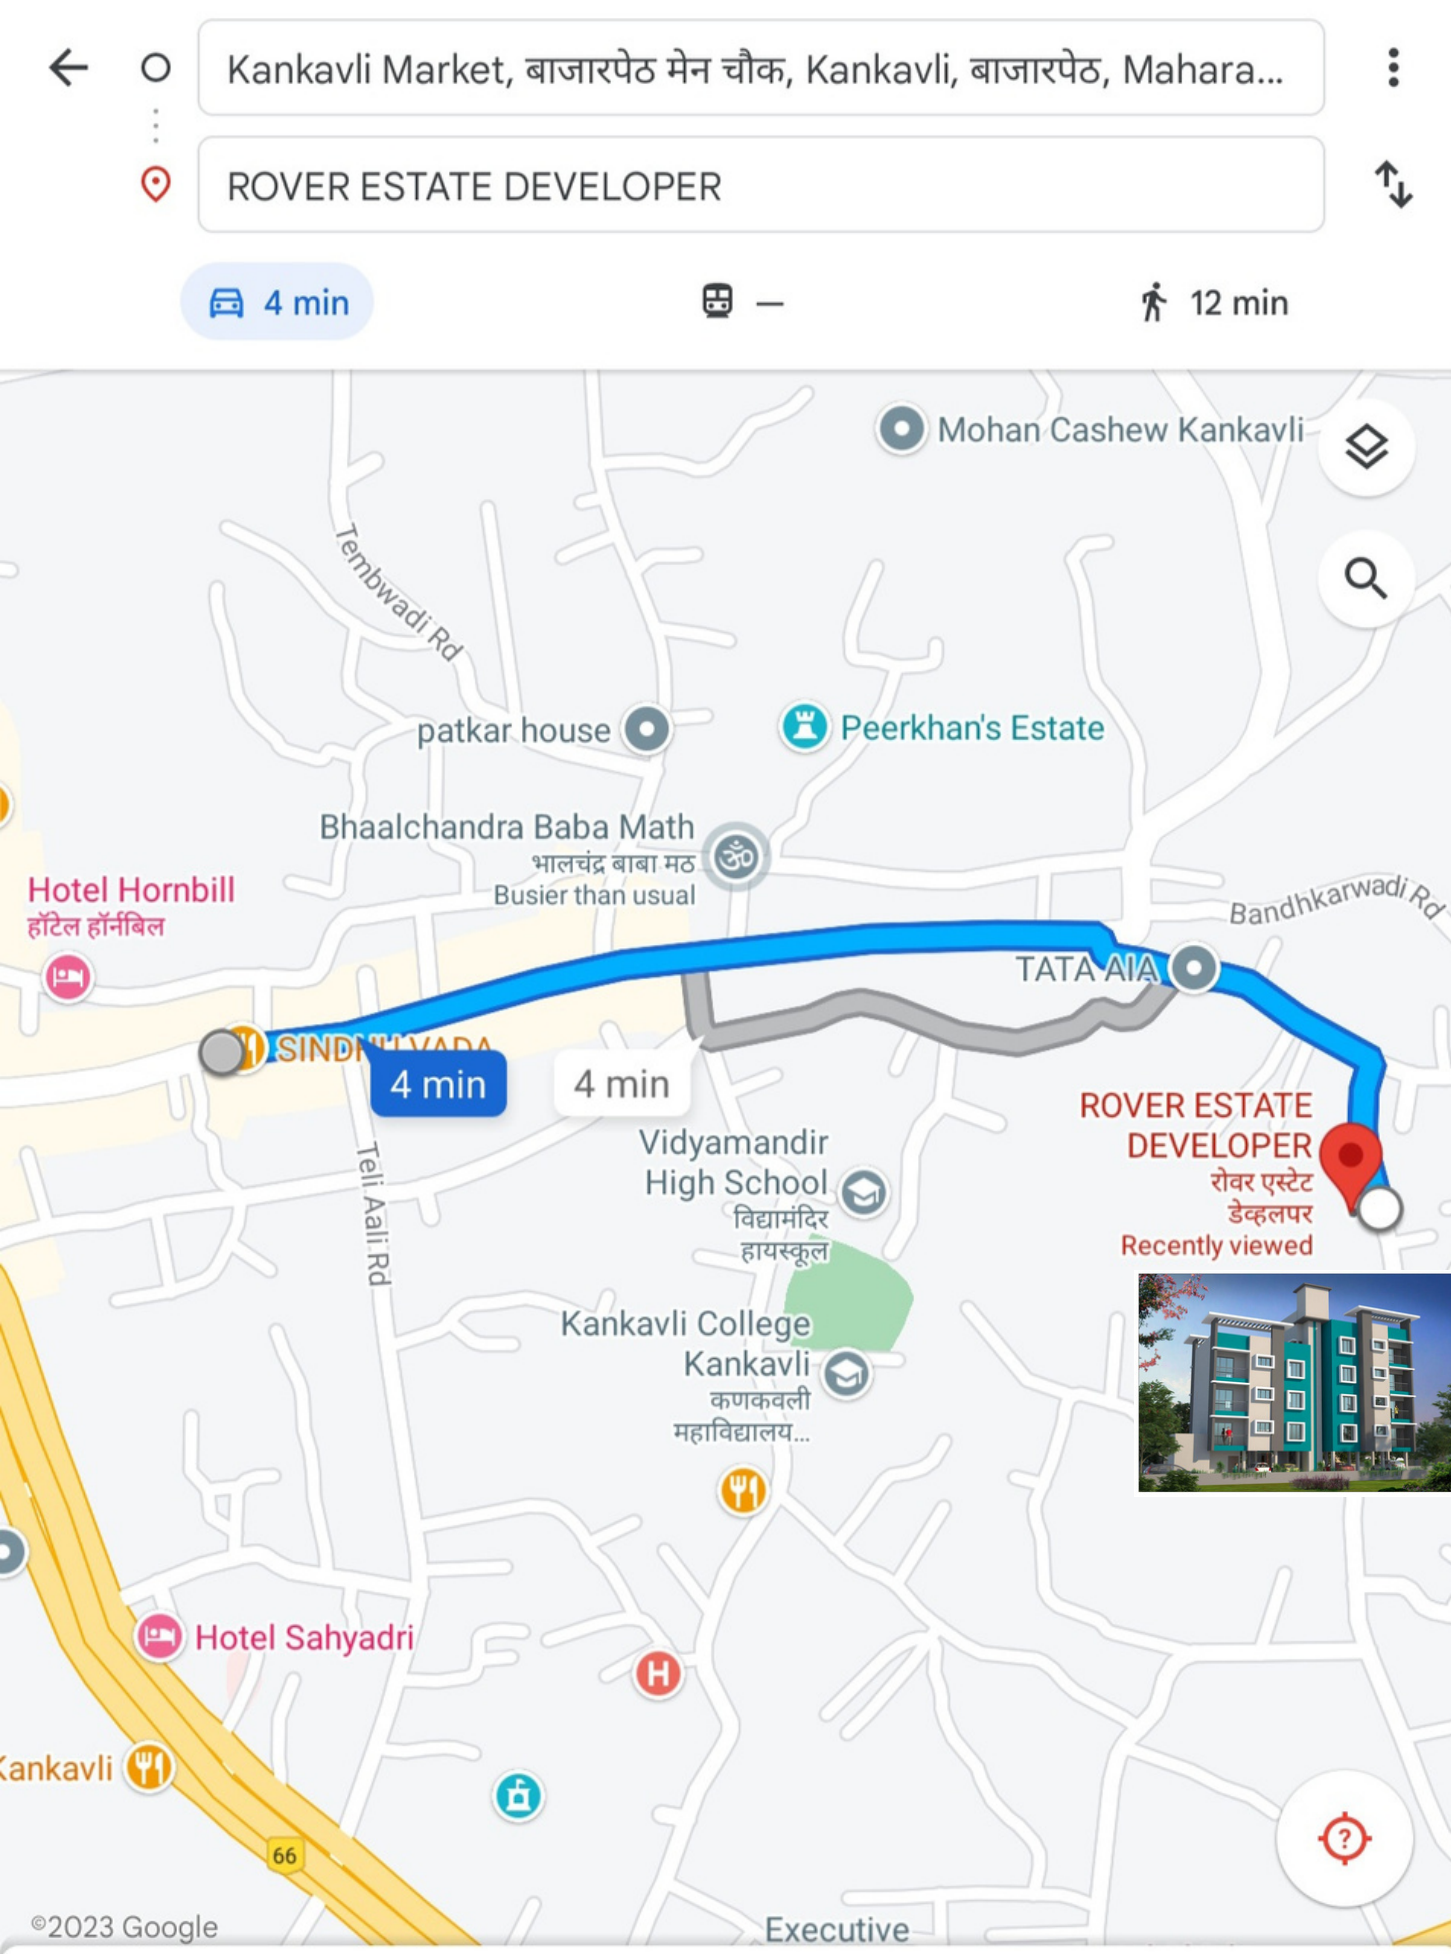 Kankavli Market, बाजारपेठ मेन चौक, Kankavli, बाजारपेठ, Mahara...
ROVER ESTATE DEVELOPER
4 min
—
12 min
Mohan Cashew Kankavli
Tembwadi Rd
patkar house
Peerkhan's Estate
Bhaalchandra Baba Math
भालचंद्र बाबा मठ
Busier than usual
Hotel Hornbill
हॉटेल हॉर्नबिल
Bandhkarwadi Rd
TATA AIA
SINDHU VADA
4 min
4 min
ROVER ESTATE
DEVELOPER
रोवर एस्टेट
डेव्हलपर
Recently viewed
Vidyamandir
High School
विद्यामंदिर
हायस्कूल
Teli Aali Rd
Kankavli College
Kankavli
कणकवली
महाविद्यालय...
Hotel Sahyadri
H
Kankavli
66
?
©2023 Google
Executive